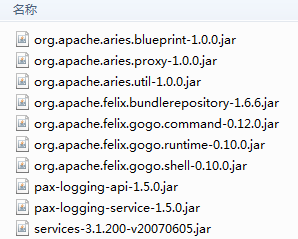 名称
org.apache.aries.blueprint-1.0.0.jar
org.apache.aries.proxy-1.0.0.jar
org.apache.aries.util-1.0.0.jar
org.apache.felix.bundlerepository-1.6.6.jar
org.apache.felix.gogo.command-0.12.0.jar
org.apache.felix.gogo.runtime-0.10.0.jar
org.apache.felix.gogo.shell-0.10.0.jar
pax-logging-api-1.5.0.jar
pax-logging-service-1.5.0.jar
services-3.1.200-v20070605.jar